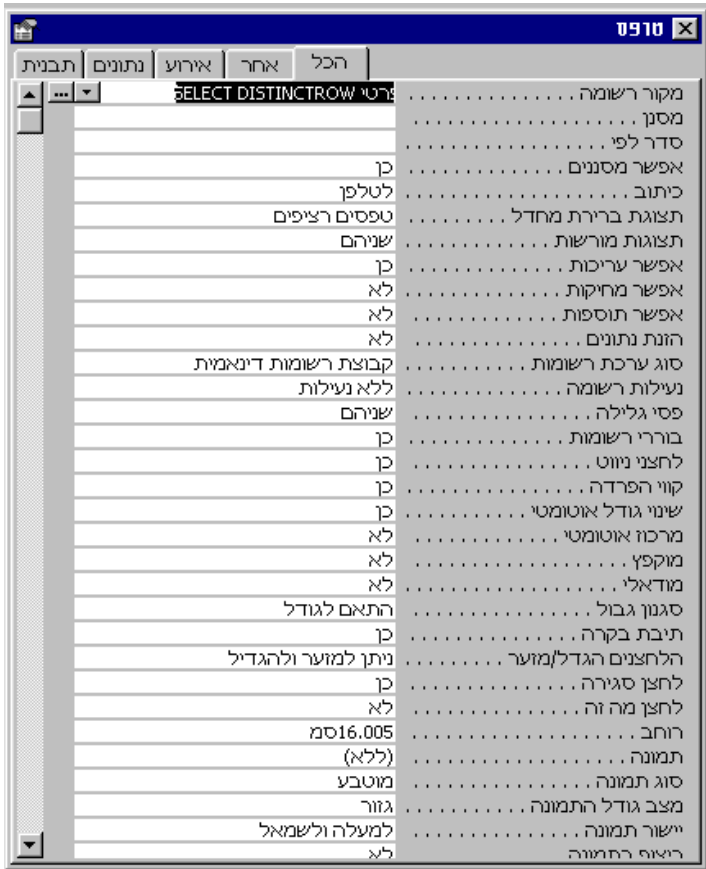 טופס
הכל אחר אירוע נתונים תבנית
מקור רשומה . . . . . . . . . . . . . . . SELECT DISTINCTROW פרטי
מסנן . . . . . . . . . . . . . . . . . . . .
סדר לפי . . . . . . . . . . . . . . . . . .
אפשר מסננים . . . . . . . . . . . . . . כן
כיתוב . . . . . . . . . . . . . . . . . . . . לטלפן
תצוגת ברירת מחדל . . . . . . . . . טפסים רציפים
תצוגות מורשות . . . . . . . . . . . . . שניהם
אפשר עריכות . . . . . . . . . . . . . . כן
אפשר מחיקות . . . . . . . . . . . . . . לא
אפשר תוספות . . . . . . . . . . . . . לא
הזנת נתונים . . . . . . . . . . . . . . . לא
סוג ערכת רשומות . . . . . . . . . . . קבוצת רשומות דינאמית
נעילות רשומה . . . . . . . . . . . . . . ללא נעילות
פסי גלילה . . . . . . . . . . . . . . . . . שניהם
בוררי רשומות . . . . . . . . . . . . . . כן
לחצני ניווט . . . . . . . . . . . . . . . . כן
קווי הפרדה . . . . . . . . . . . . . . . . כן
שינוי גודל אוטומטי . . . . . . . . . . . כן
מרכוז אוטומטי . . . . . . . . . . . . . לא
מוקפץ . . . . . . . . . . . . . . . . . . . לא
מודאלי . . . . . . . . . . . . . . . . . . . לא
סגנון גבול . . . . . . . . . . . . . . . . . התאם לגודל
תיבת בקרה . . . . . . . . . . . . . . . . כן
הלחצנים הגדל/מזער . . . . . . . . . ניתן למזער ולהגדיל
לחצן סגירה . . . . . . . . . . . . . . . . כן
לחצן מה זה . . . . . . . . . . . . . . . . לא
רוחב . . . . . . . . . . . . . . . . . . . . . 16.005סמ
תמונה . . . . . . . . . . . . . . . . . . . (ללא)
סוג תמונה . . . . . . . . . . . . . . . . מוטבע
מצב גודל התמונה . . . . . . . . . . . גזור
יישור תמונה . . . . . . . . . . . . . . . . למעלה ולשמאל
ריצוף בתמונה . . . . . . . . . . . . . . לא